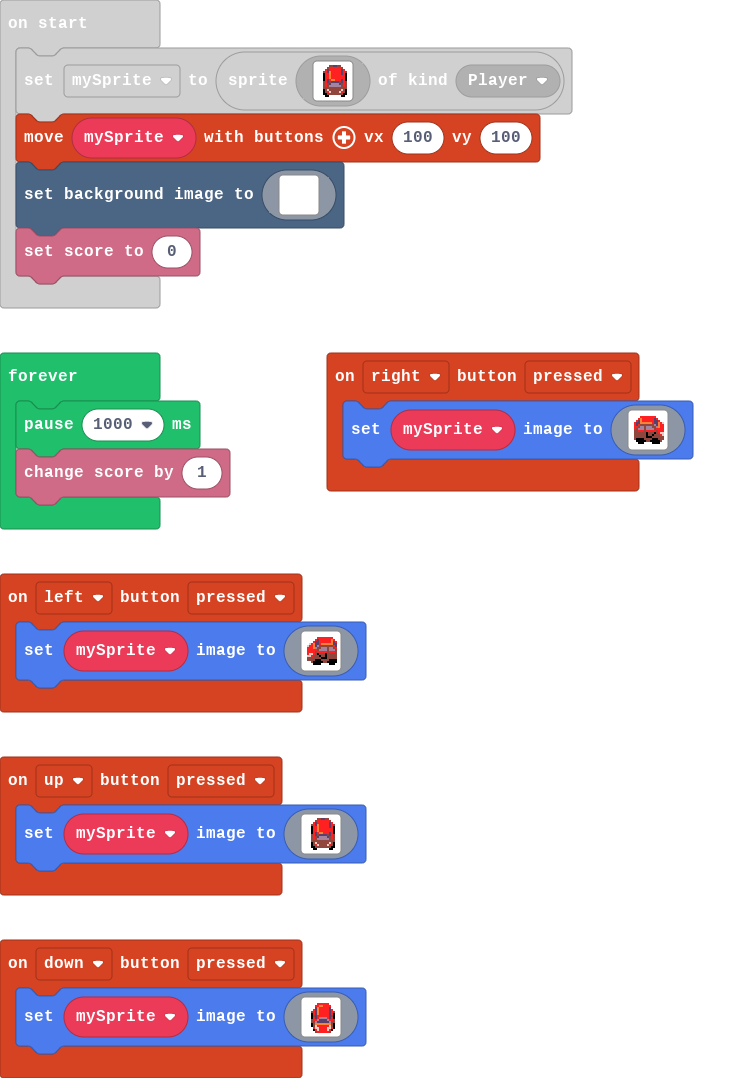 on start
set mySprite to sprite of kind Player
move mySprite with buttons vx 100 vy 100
set background image to
set score to 0
forever
pause 1000 ms
change score by 1
on right button pressed
set mySprite image to
on left button pressed
set mySprite image to
on up button pressed
set mySprite image to
on down button pressed
set mySprite image to